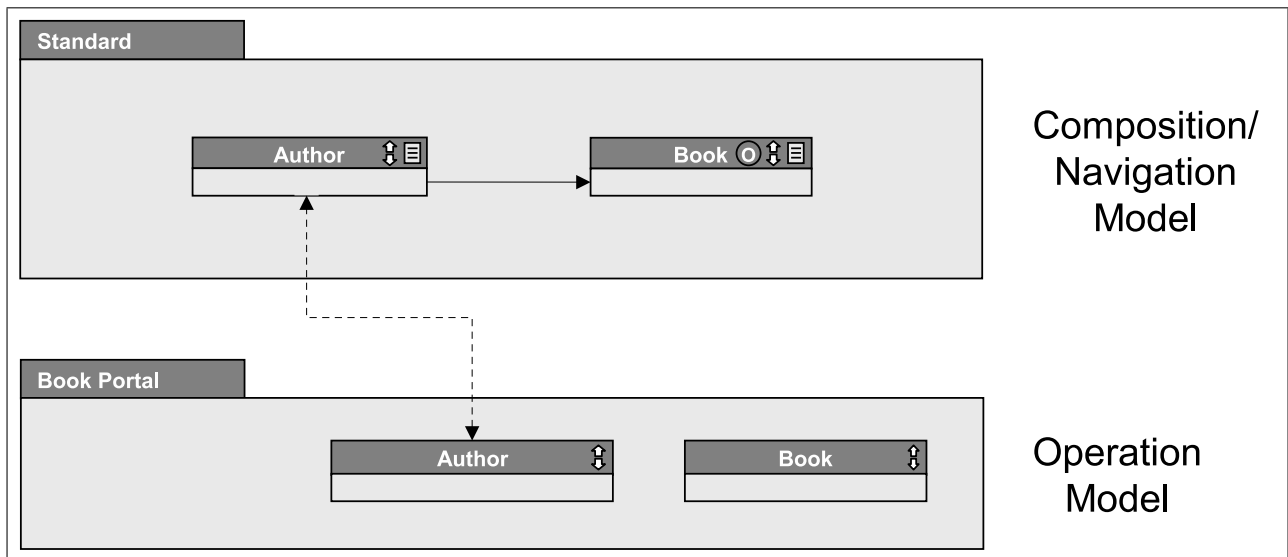 Standard
Author
Book O
Composition/
Navigation
Model
Book Portal
Author
Book
Operation
Model